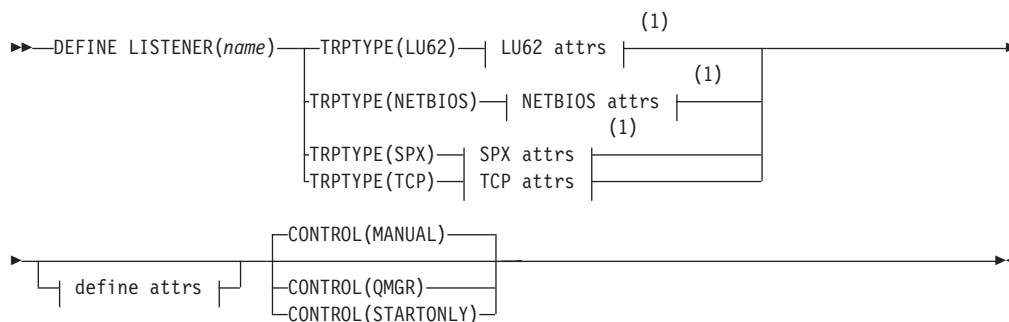 (1)
DEFINE LISTENER(name) TRPTYPE(LU62) LU62 attrs
(1)
TRPTYPE(NETBIOS) NETBIOS attrs
(1)
TRPTYPE(SPX) SPX attrs
TRPTYPE(TCP) TCP attrs
CONTROL(MANUAL)
define attrs CONTROL(QMGR)
CONTROL(STARTONLY)